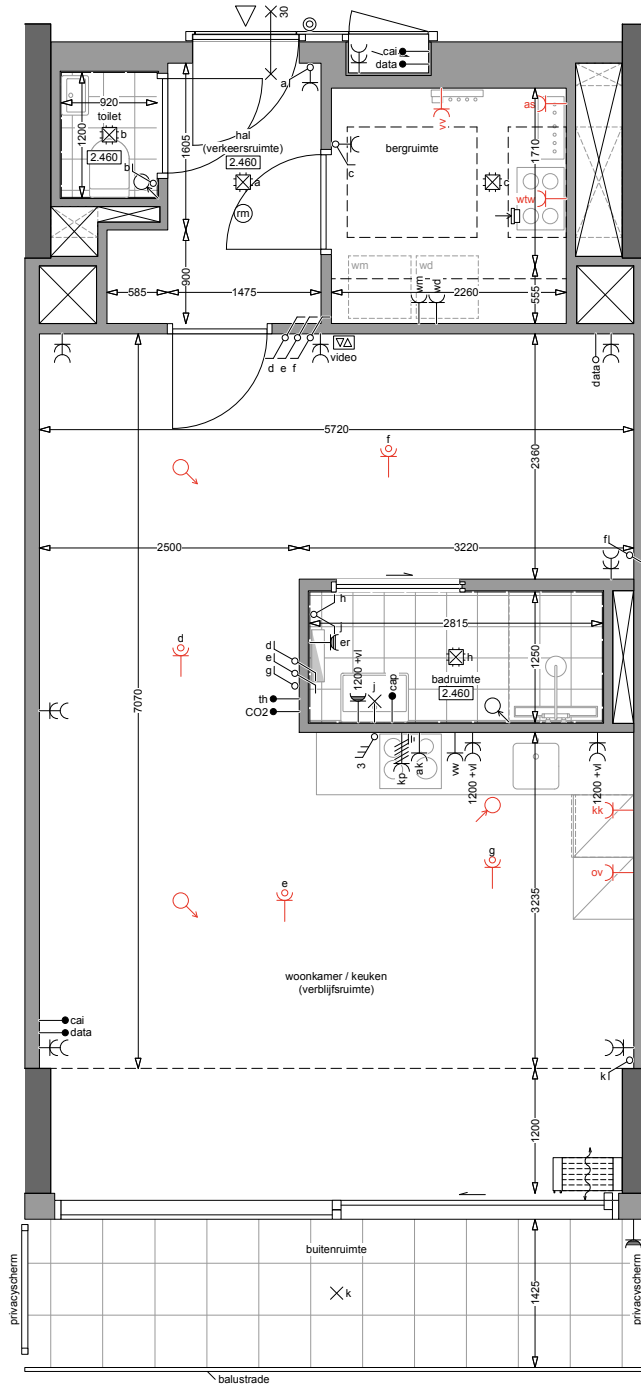 30
cai
data
a
920
toilet
b
1200
2.460
b
1605
hal
(verkeersruimte)
2.460
a
rm
c
vv
bergruimte
c
as
wtw
1710
900
585
1475
wm
wd
wm
wd
2260
555
d e f
video
data
5720
f
2360
2500
3220
f
d
7070
h
j
er
2815
h
1250
d
e
g
th
CO2
1200 +vl
j
cap
badruimte
2.460
3
kp
ak
vw
1200 +vl
1200 +vl
kk
ov
g
e
3235
woonkamer / keuken
(verblijfsruimte)
cai
data
k
1200
buitenruimte
k
1425
privacyscherm
privacyscherm
balustrade